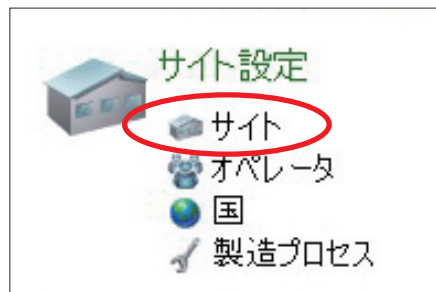 サイト設定
サイト
オペレータ
国
製造プロセス